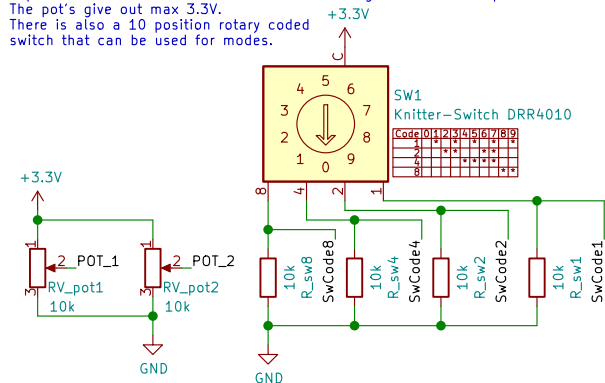 The pot's give out max 3.3V.
There is also a 10 position rotary coded
switch that can be used for modes.
+3.3V
C
5
4 6
3 7
2 8
1 9
0
SW1
Knitter-Switch DRR4010
Code 0 1 2 3 4 5 6 7 8 9
1 * * * * *
2 * * * *
4 * * * *
8 * *
8 4 2 1
+3.3V
1 1
2 POT_1 2 POT_2
3 RV_pot1 3 RV_pot2
10k 10k
GND
10k R_sw8 SwCode8
10k R_sw4 SwCode4
10k R_sw2 SwCode2
10k R_sw1 SwCode1
GND